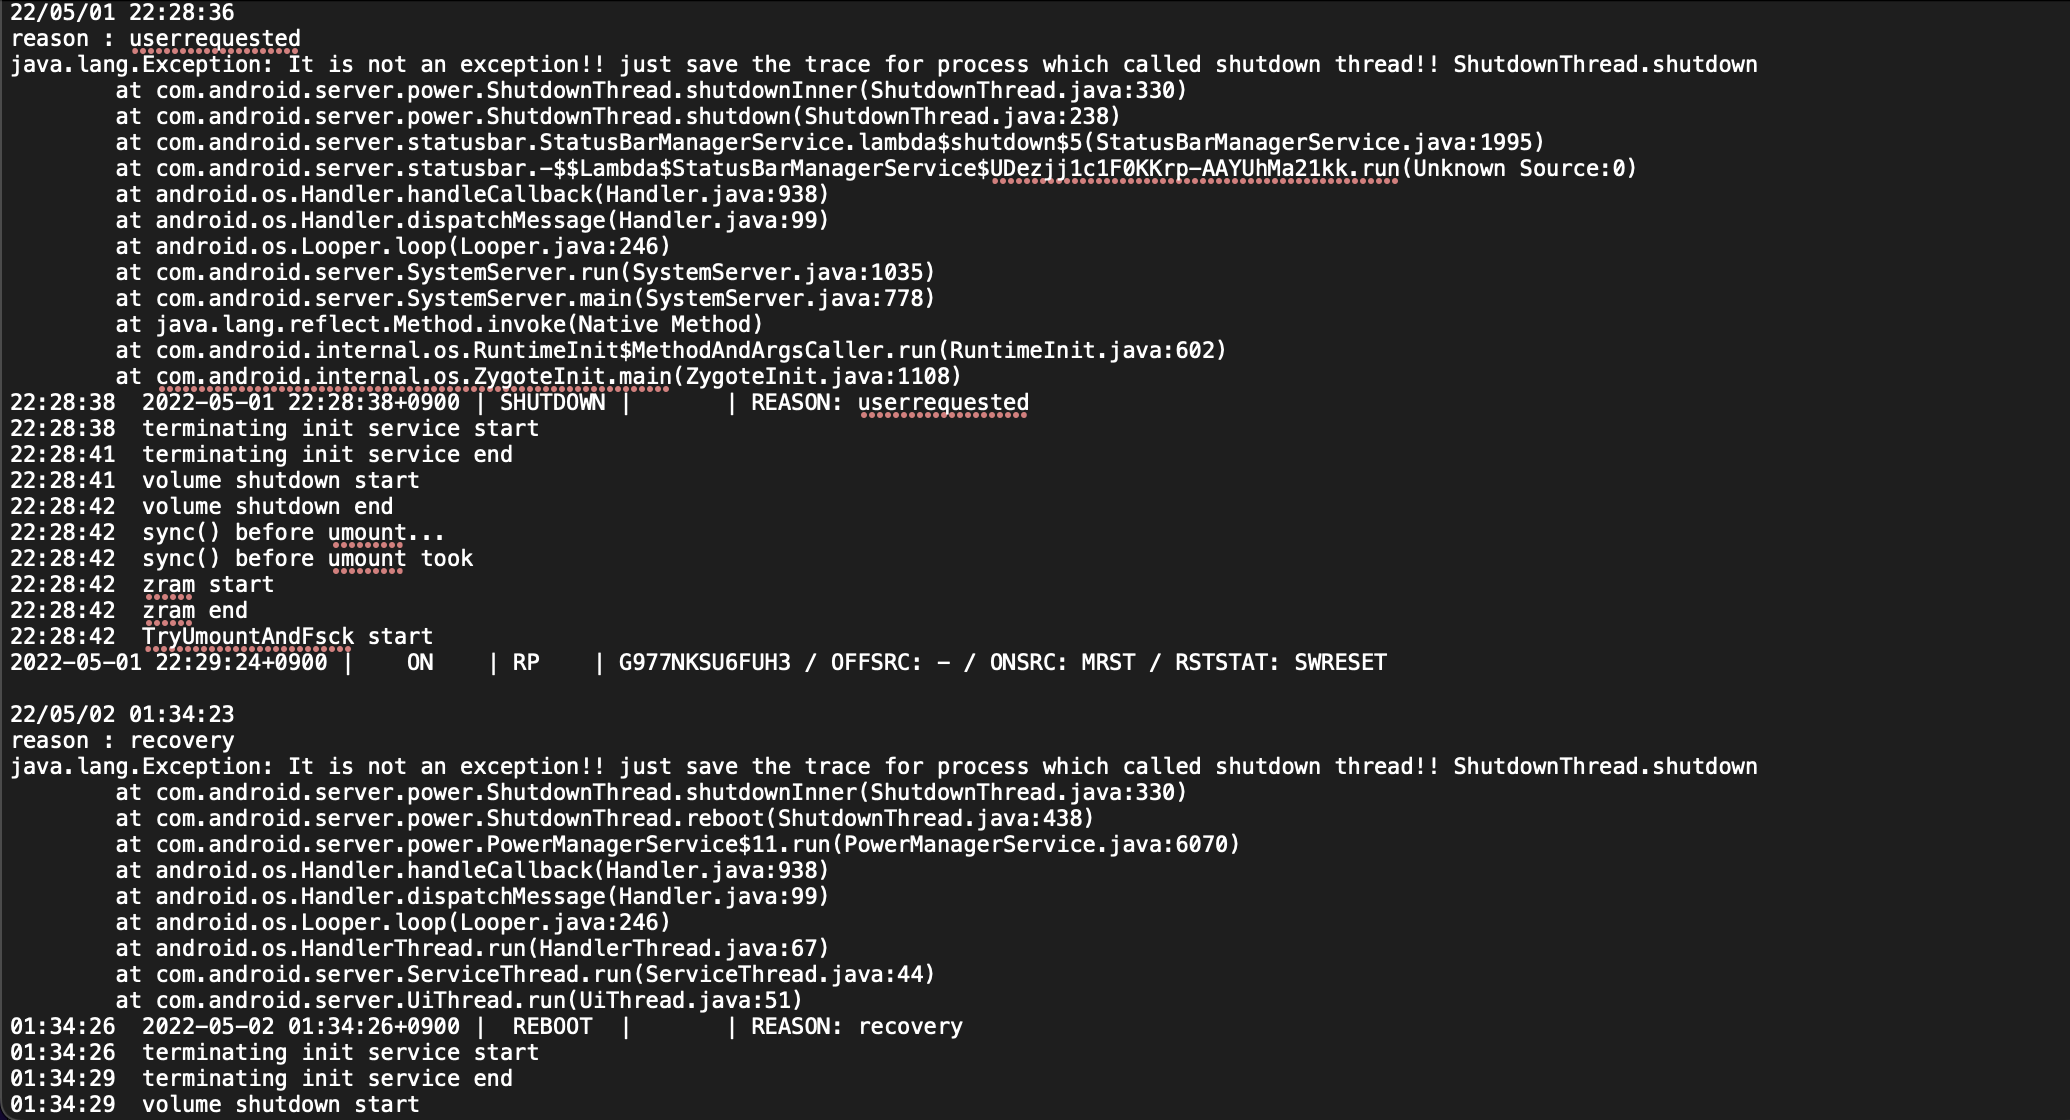 22/05/01 22:28:36
reason : userrequested
java.lang.Exception: It is not an exception!! just save the trace for process which called shutdown thread!! ShutdownThread.shutdown
        at com.android.server.power.ShutdownThread.shutdownInner(ShutdownThread.java:330)
        at com.android.server.power.ShutdownThread.shutdown(ShutdownThread.java:238)
        at com.android.server.statusbar.StatusBarManagerService.lambda$shutdown$5(StatusBarManagerService.java:1995)
        at com.android.server.statusbar.-$$Lambda$StatusBarManagerService$UDezjj1c1F0KKrp-AAYUhMa21kk.run(Unknown Source:0)
        at android.os.Handler.handleCallback(Handler.java:938)
        at android.os.Handler.dispatchMessage(Handler.java:99)
        at android.os.Looper.loop(Looper.java:246)
        at com.android.server.SystemServer.run(SystemServer.java:1035)
        at com.android.server.SystemServer.main(SystemServer.java:778)
        at java.lang.reflect.Method.invoke(Native Method)
        at com.android.internal.os.RuntimeInit$MethodAndArgsCaller.run(RuntimeInit.java:602)
        at com.android.internal.os.ZygoteInit.main(ZygoteInit.java:1108)
22:28:38  2022-05-01 22:28:38+0900 | SHUTDOWN |       | REASON: userrequested
22:28:38  terminating init service start
22:28:41  terminating init service end
22:28:41  volume shutdown start
22:28:42  volume shutdown end
22:28:42  sync() before umount...
22:28:42  sync() before umount took
22:28:42  zram start
22:28:42  zram end
22:28:42  TryUmountAndFsck start
2022-05-01 22:29:24+0900 |    ON    | RP    | G977NKSU6FUH3 / OFFSRC: - / ONSRC: MRST / RSTSTAT: SWRESET

22/05/02 01:34:23
reason : recovery
java.lang.Exception: It is not an exception!! just save the trace for process which called shutdown thread!! ShutdownThread.shutdown
        at com.android.server.power.ShutdownThread.shutdownInner(ShutdownThread.java:330)
        at com.android.server.power.ShutdownThread.reboot(ShutdownThread.java:438)
        at com.android.server.power.PowerManagerService$11.run(PowerManagerService.java:6070)
        at android.os.Handler.handleCallback(Handler.java:938)
        at android.os.Handler.dispatchMessage(Handler.java:99)
        at android.os.Looper.loop(Looper.java:246)
        at android.os.HandlerThread.run(HandlerThread.java:67)
        at com.android.server.ServiceThread.run(ServiceThread.java:44)
        at com.android.server.UiThread.run(UiThread.java:51)
01:34:26  2022-05-02 01:34:26+0900 |  REBOOT  |       | REASON: recovery
01:34:26  terminating init service start
01:34:29  terminating init service end
01:34:29  volume shutdown start